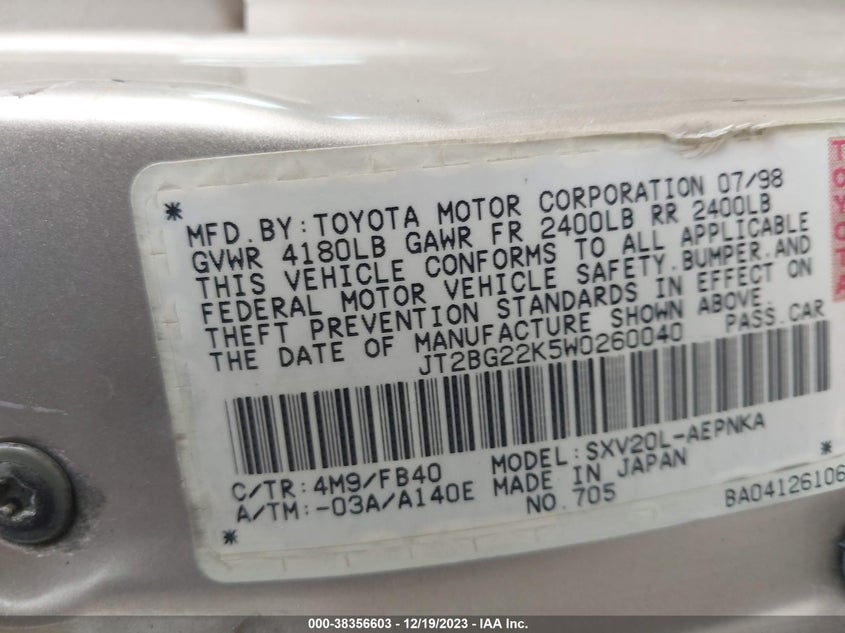 * MFD.BY:TOYOTA MOTOR CORPORATION 07/98
GVWR 4180LB GAWR FR 2400LB RR 2400LB
THIS VEHICLE CONFORMS TO ALL APPLICABLE
FEDERAL MOTOR VEHICLE SAFETY.BUMPER.AND
THEFT PREVENTION STANDARDS IN EFFECT ON
THE DATE OF MANUFACTURE SHOWN ABOVE.
JT2BG22K5W0260040 PASS.CAR
TOYOTA
C/TR:4M9/FB40 MODEL:SXV20L-AEPNKA
A/TM:-03A/A140E MADE IN JAPAN *
* NO.705 BA04126106
000-38356603 - 12/19/2023 - IAA Inc.